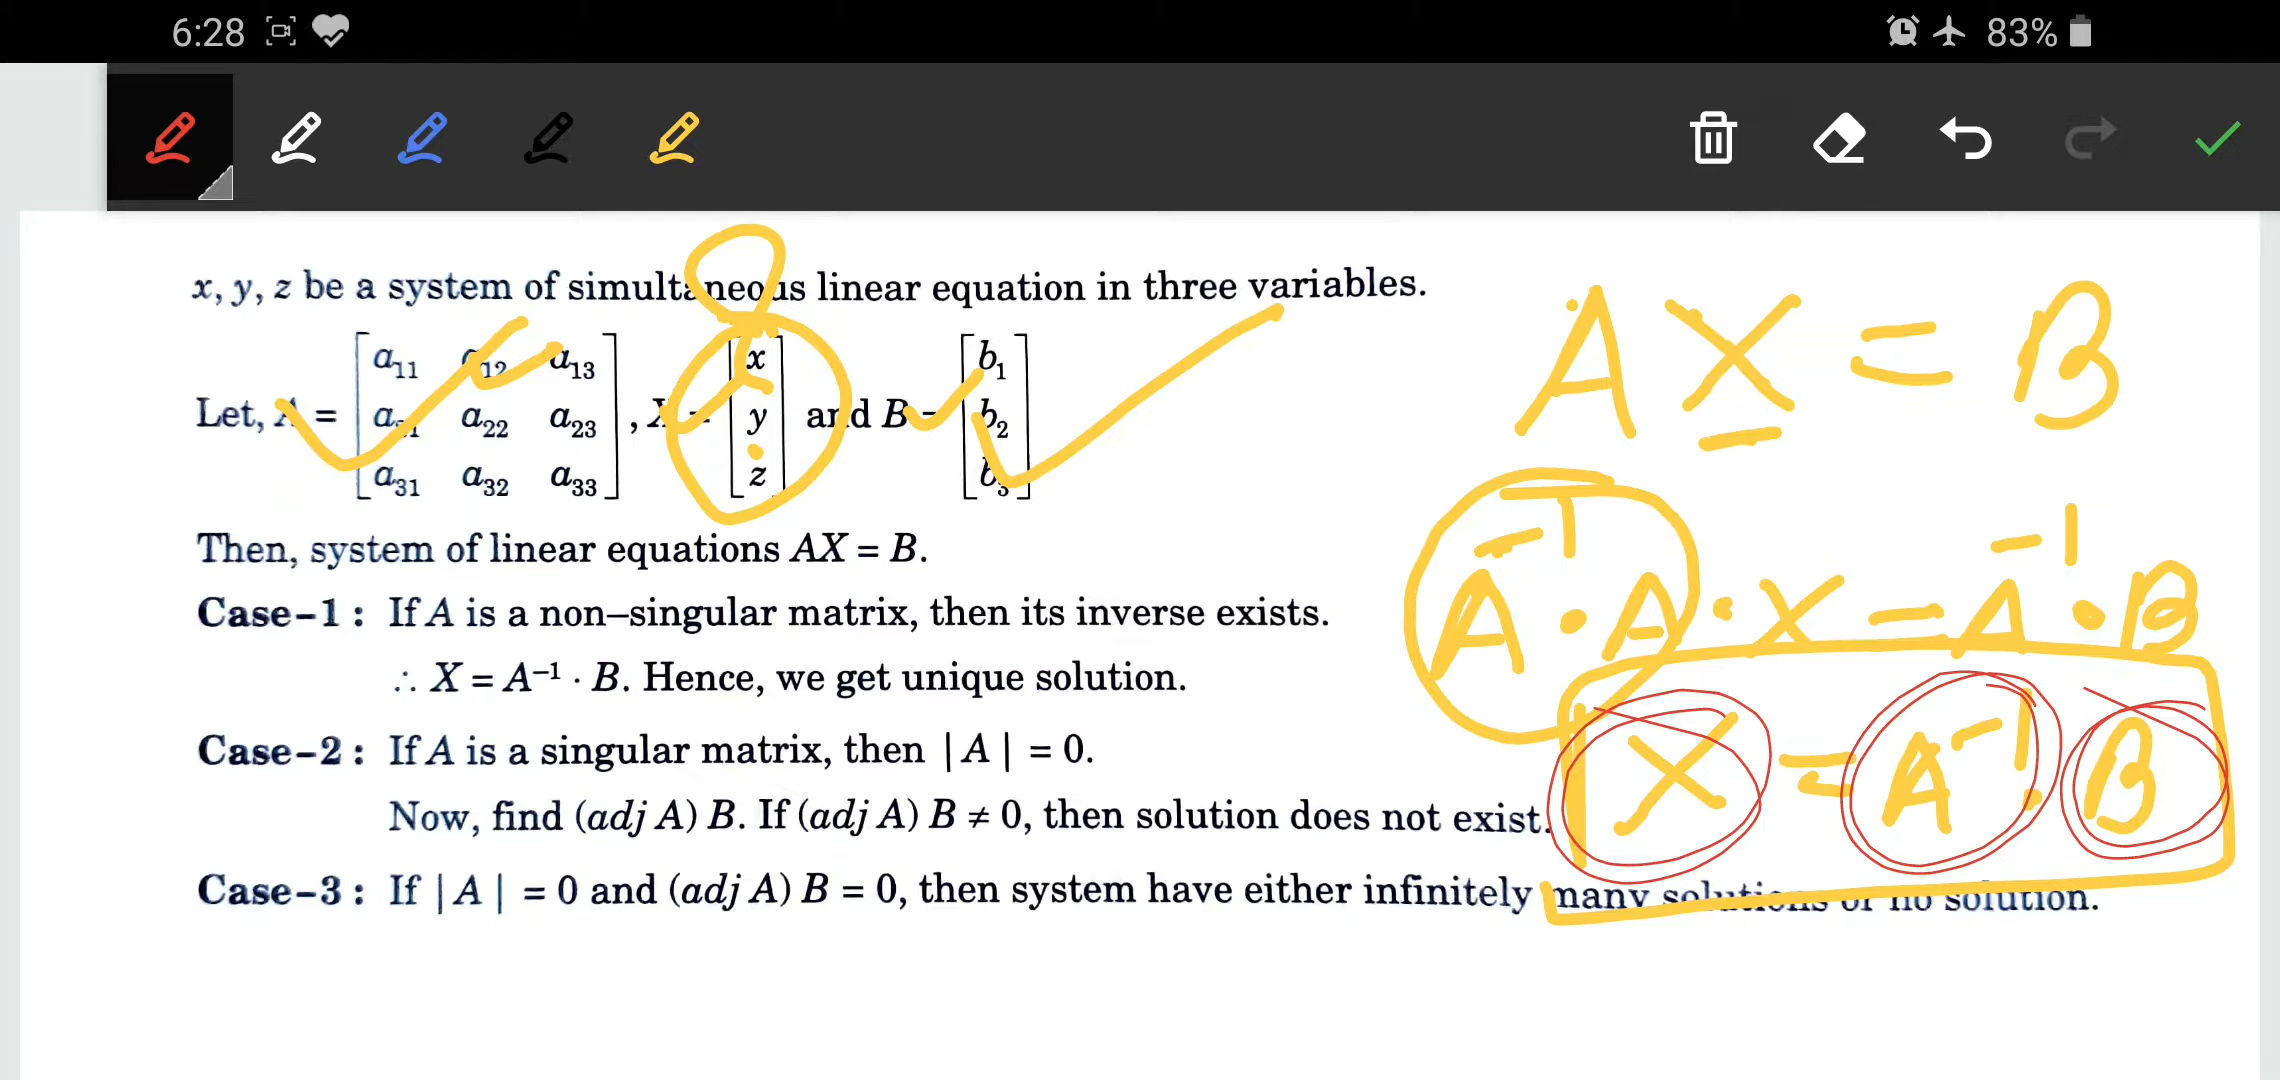 6:28 83%
x, y, z be a system of simultaneous linear equation in three variables.
Let, A = [a₁₁ a₁₂ a₁₃
a₂₁ a₂₂ a₂₃
a₃₁ a₃₂ a₃₃], X = [x
y
z] and B = [b₁
b₂
b₃]
AX = B
Then, system of linear equations AX = B.
A⁻¹ · A · X = A⁻¹ · B
Case-1 : If A is a non–singular matrix, then its inverse exists.
∴ X = A⁻¹ · B. Hence, we get unique solution.
X = A⁻¹ . B
Case-2 : If A is a singular matrix, then | A | = 0.
Now, find (adj A) B. If (adj A) B ≠ 0, then solution does not exist.
Case-3 : If | A | = 0 and (adj A) B = 0, then system have either infinitely many solutions or no solution.